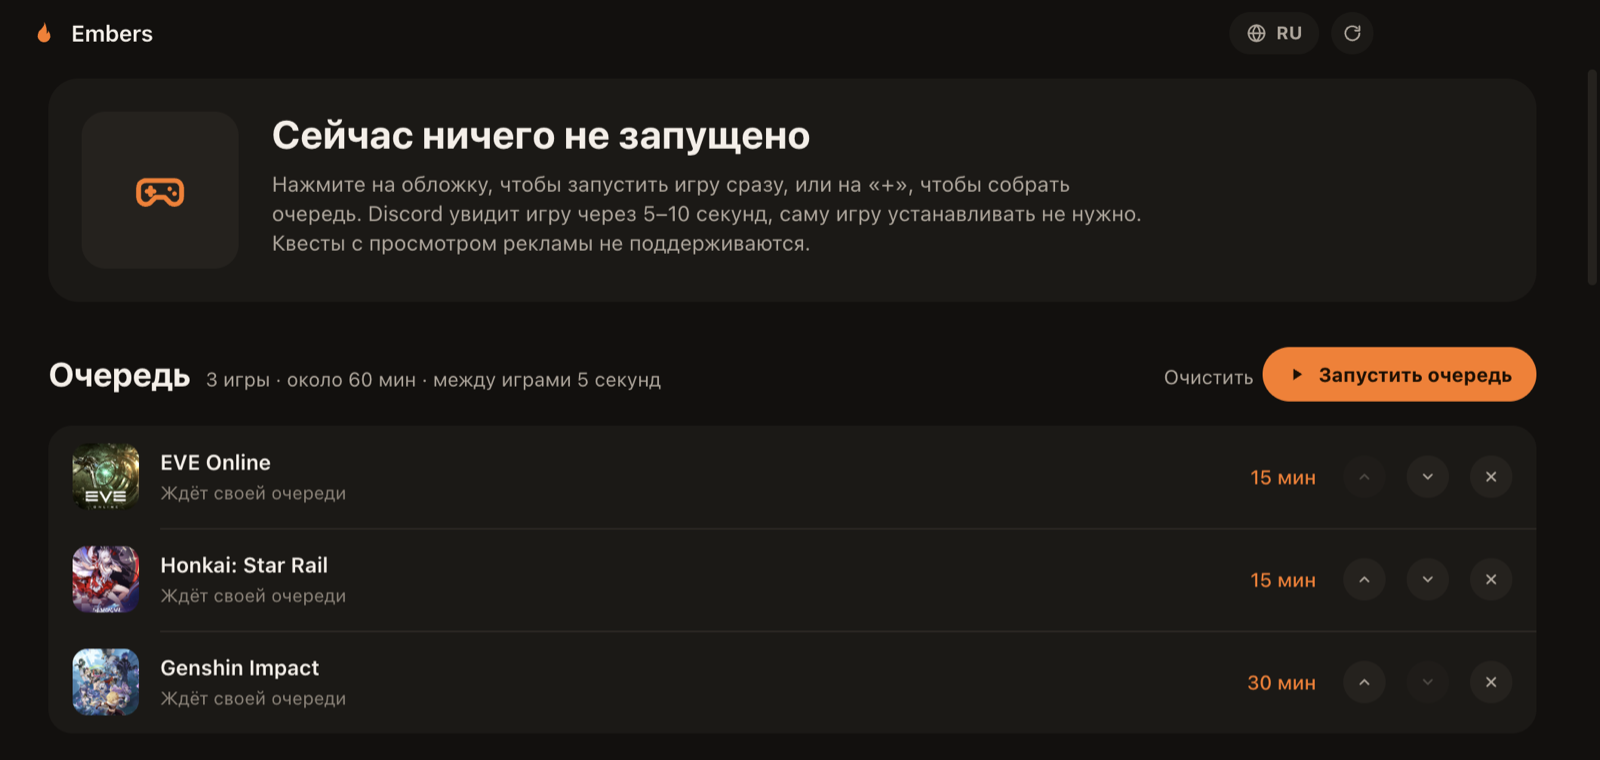 Embers
RU
Сейчас ничего не запущено
Нажмите на обложку, чтобы запустить игру сразу, или на «+», чтобы собрать
очередь. Discord увидит игру через 5–10 секунд, саму игру устанавливать не нужно.
Квесты с просмотром рекламы не поддерживаются.
Очередь 3 игры · около 60 мин · между играми 5 секунд
Очистить
Запустить очередь
EVE
ONLINE
EVE Online
Ждёт своей очереди
15 мин
Honkai: Star Rail
Ждёт своей очереди
15 мин
Genshin Impact
Ждёт своей очереди
30 мин